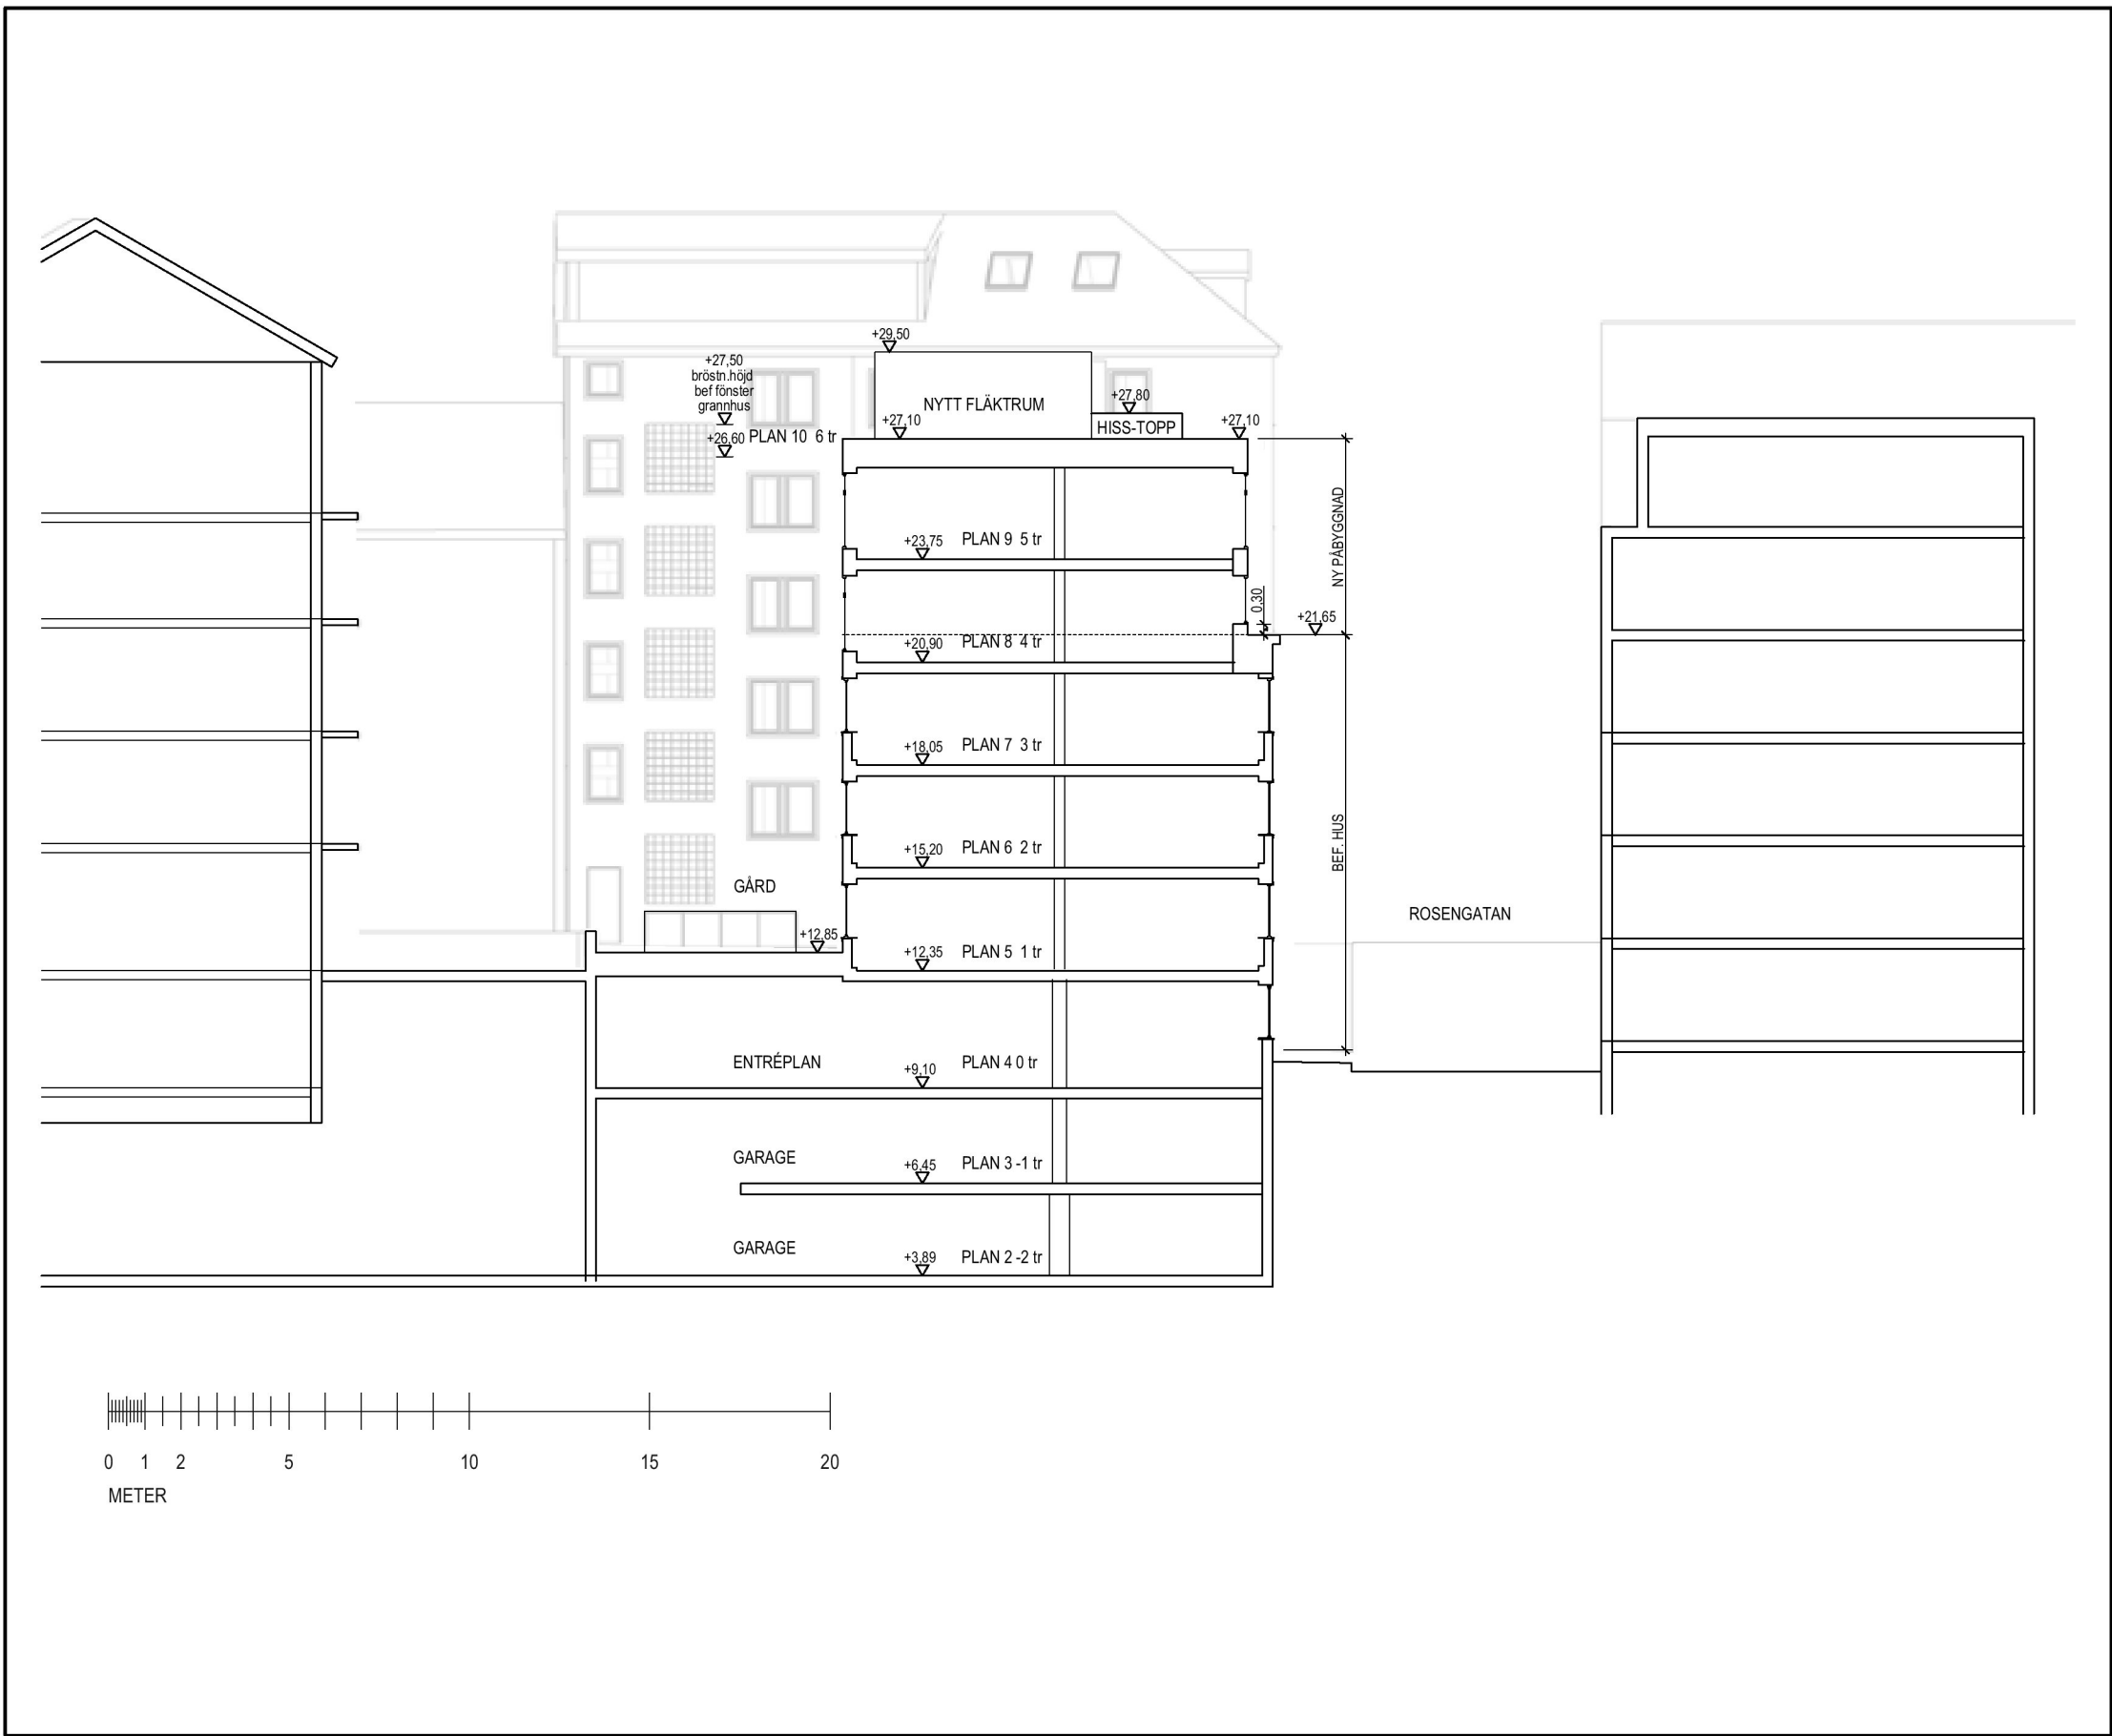 +29,50
+27,50
bröstn.höjd
bef fönster
grannhus
NYTT FLÄKTRUM
+27,80
+27,10
HISS-TOPP
+27,10
+26,60 PLAN 10 6 tr
NY PÅBYGGNAD
+23,75 PLAN 9 5 tr
0,30
+21,65
+20,90 PLAN 8 4 tr
+18,05 PLAN 7 3 tr
BEF. HUS
+15,20 PLAN 6 2 tr
GÅRD
ROSENGATAN
+12,85
+12,35 PLAN 5 1 tr
ENTRÉPLAN
+9,10 PLAN 4 0 tr
GARAGE
+6,45 PLAN 3 -1 tr
GARAGE
+3,89 PLAN 2 -2 tr
0 1 2 5 10 15 20
METER